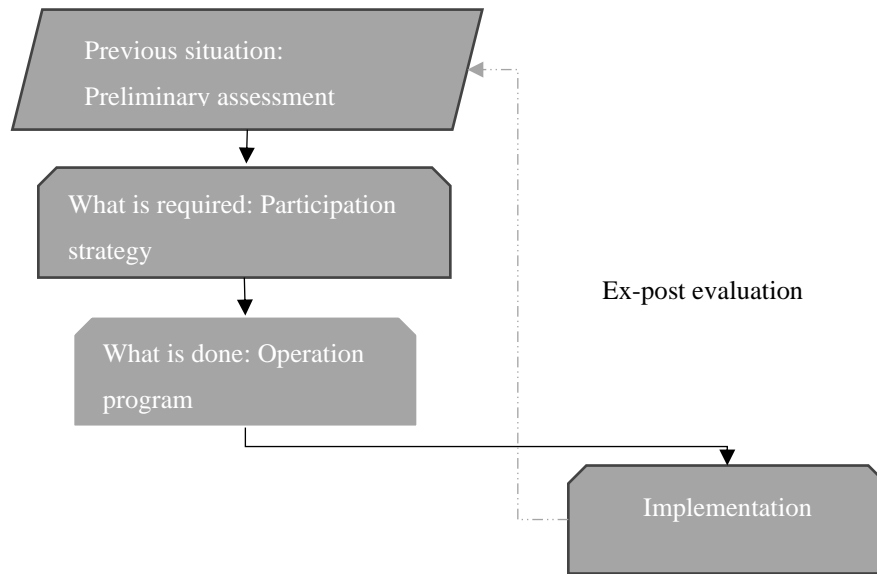 Previous situation:
Preliminary assessment
What is required: Participation
strategy
Ex-post evaluation
What is done: Operation
program
Implementation